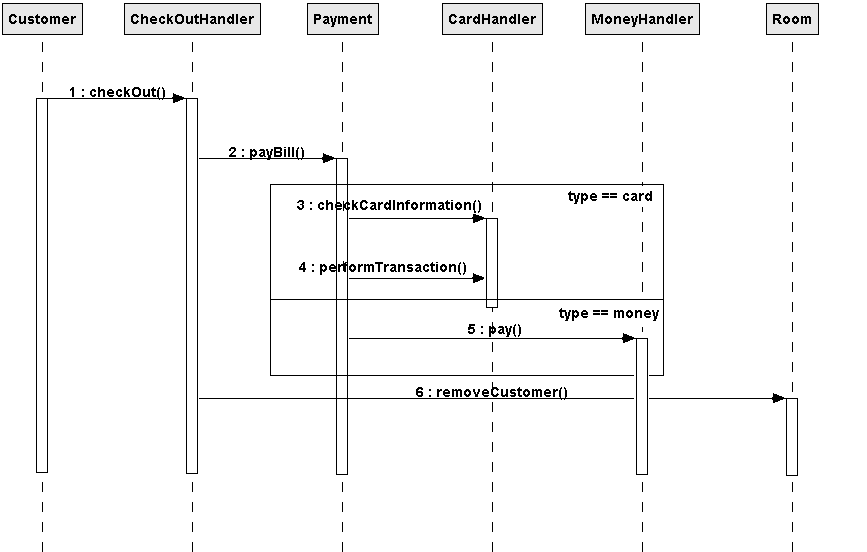 Customer
CheckOutHandler
Payment
CardHandler
MoneyHandler
Room
1 : checkOut()
2 : payBill()
type == card
3 : checkCardInformation()
4 : performTransaction()
type == money
5 : pay()
6 : removeCustomer()